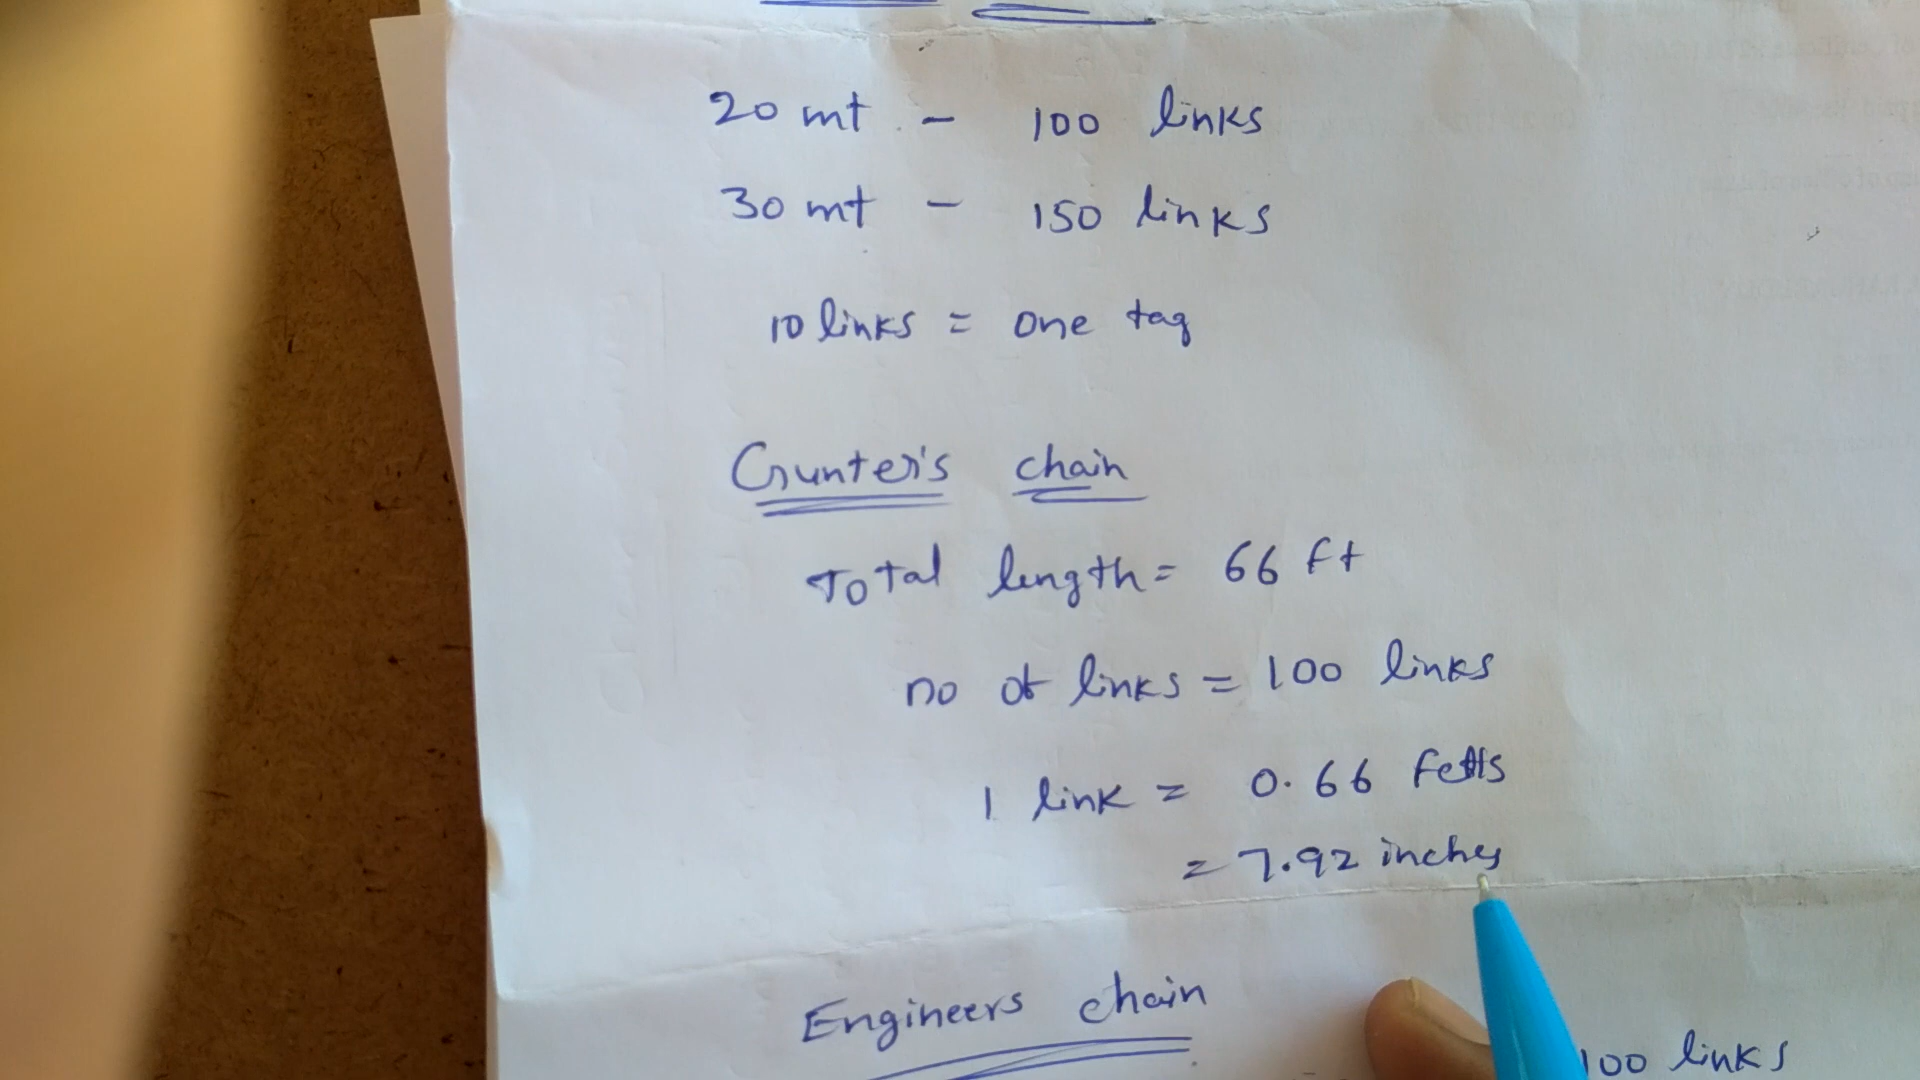 20 mt - 100 links
30 mt - 150 links
10 links = one tag
Gunter's chain
Total length = 66 ft
no of links = 100 links
1 link = 0.66 fetts
= 7.92 inches
Engineers chain
100 links